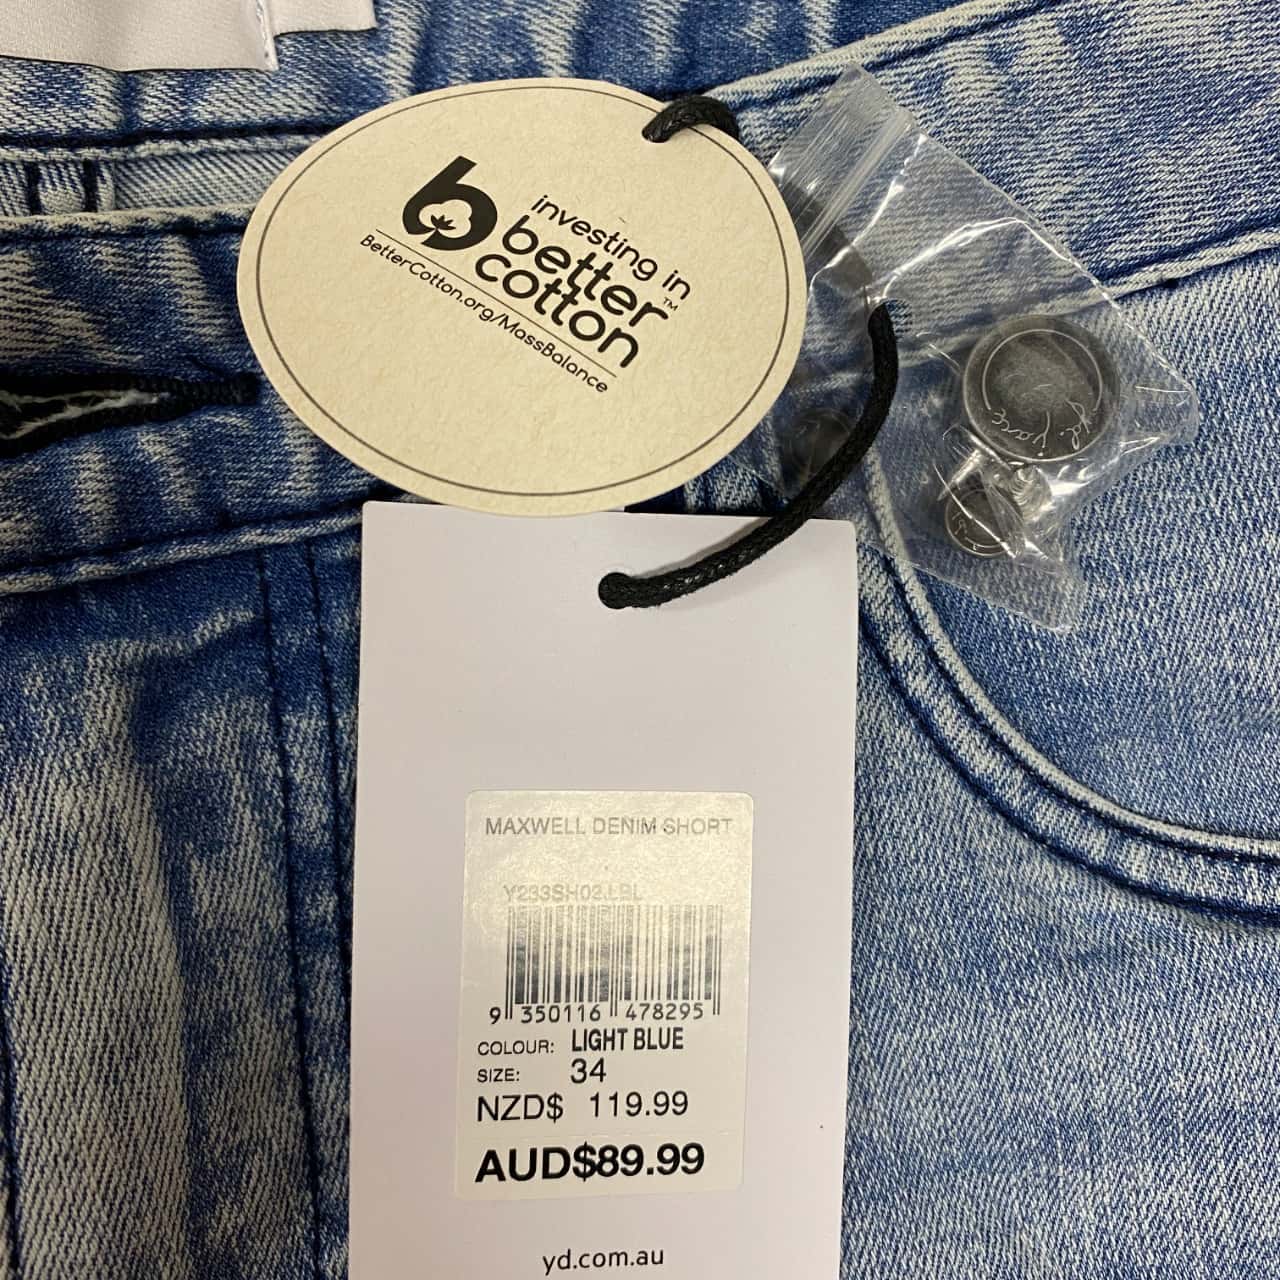 investing in
better
cotton™
BetterCotton.org/MassBalance
MAXWELL DENIM SHORT
Y233SH02.LBL
9 350116 478295
COLOUR: LIGHT BLUE
SIZE: 34
NZD$ 119.99
AUD$89.99
yd.com.au